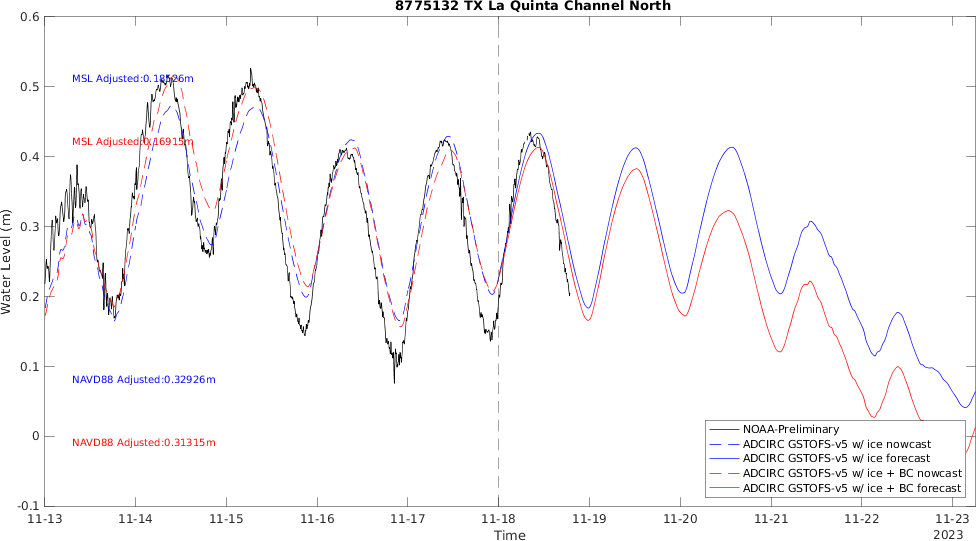 8775132 TX La Quinta Channel North
0.6
0.5
0.4
0.3
0.2
0.1
0
-0.1
Water Level (m)
MSL Adjusted:0.18526m
MSL Adjusted:0.16915m
NAVD88 Adjusted:0.32926m
NAVD88 Adjusted:0.31315m
NOAA-Preliminary
ADCIRC GSTOFS-v5 w/ ice nowcast
ADCIRC GSTOFS-v5 w/ ice forecast
ADCIRC GSTOFS-v5 w/ ice + BC nowcast
ADCIRC GSTOFS-v5 w/ ice + BC forecast
11-13 11-14 11-15 11-16 11-17 11-18 11-19 11-20 11-21 11-22 11-23
Time
2023